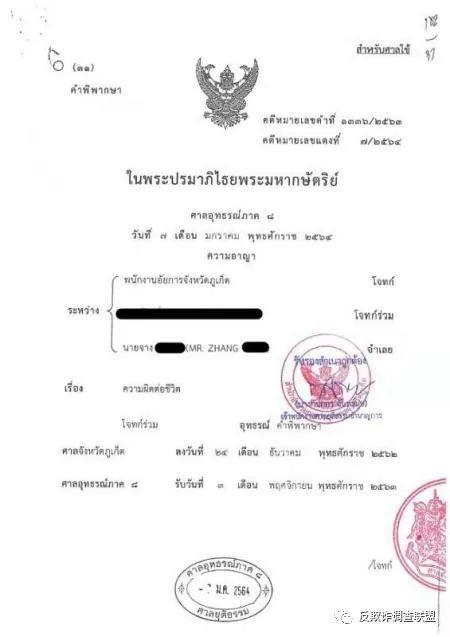 สำหรับศาลใช้
(๓๑)
คำพิพากษา
คดีหมายเลขดำที่ ๑๓๓๖/๒๕๖๓
คดีหมายเลขแดงที่ ๗/๒๕๖๔
ในพระปรมาภิไธยพระมหากษัตริย์
ศาลอุทธรณ์ภาค ๘
วันที่ ๗ เดือน มกราคม พุทธศักราช ๒๕๖๔
ความอาญา
พนักงานอัยการจังหวัดภูเก็ต โจทก์
ระหว่าง โจทก์ร่วม
นายจาง (MR. ZHANG จำเลย
รับรองสำเนาถูกต้อง
เรื่อง ความผิดต่อชีวิต
โจทก์ร่วม อุทธรณ์ คำพิพากษา
ศาลจังหวัดภูเก็ต ลงวันที่ ๒๔ เดือน ธันวาคม พุทธศักราช ๒๕๖๒
ศาลอุทธรณ์ภาค ๘ รับวันที่ ๓ เดือน พฤศจิกายน พุทธศักราช ๒๕๖๓
/โจทก์
ศาลอุทธรณ์ภาค ๘
- ๗ ม.ค. 2564
ศาลยุติธรรม
反欺诈调查联盟